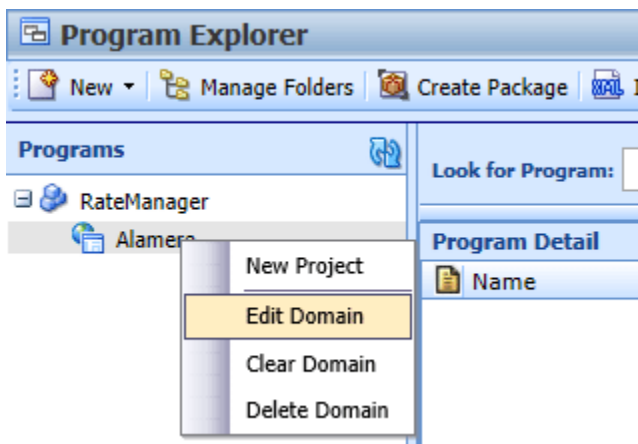 Program Explorer
New Manage Folders Create Package
Programs
Look for Program:
RateManager
Program Detail
Name
New Project
Edit Domain
Clear Domain
Delete Domain